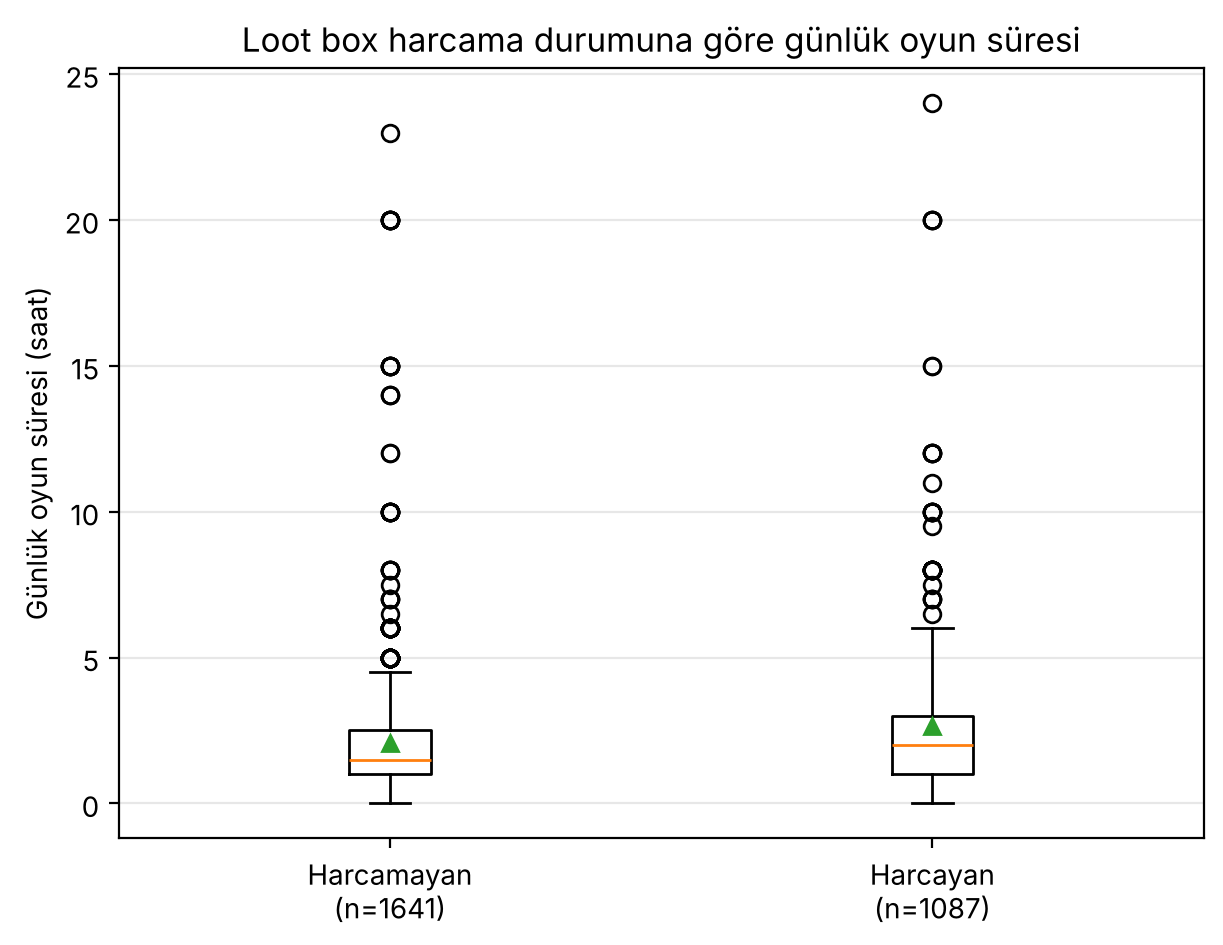 Loot box harcama durumuna göre günlük oyun süresi
Günlük oyun süresi (saat)
25
20
15
10
5
0
Harcamayan
(n=1641)
Harcayan
(n=1087)